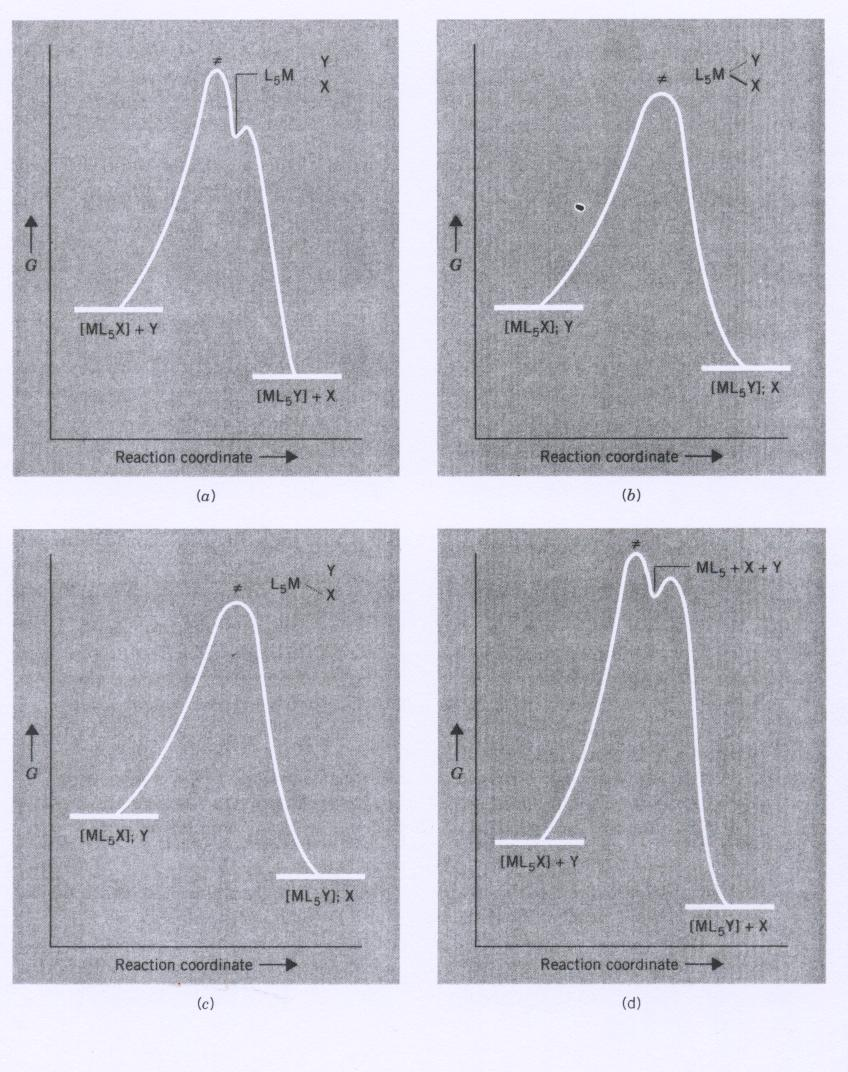 ≠
Y
L₅M
X
G
[ML₅X] + Y
[ML₅Y] + X
Reaction coordinate
(a)
≠
Y
L₅M
X
G
[ML₅X]; Y
[ML₅Y]; X
Reaction coordinate
(b)
≠
Y
L₅M
X
G
[ML₅X]; Y
[ML₅Y]; X
Reaction coordinate
(c)
≠
ML₅ + X + Y
G
[ML₅X] + Y
[ML₅Y] + X
Reaction coordinate
(d)